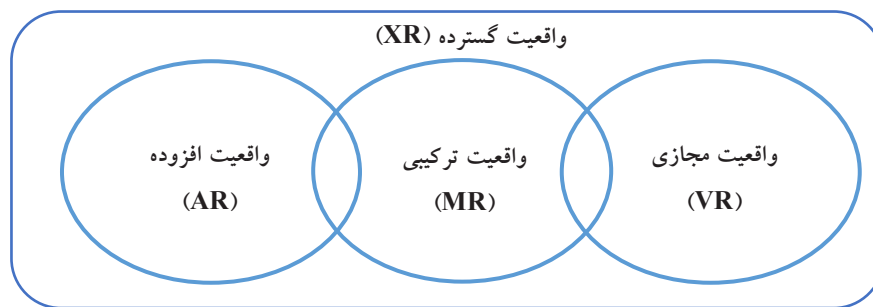 واقعیت گسترده (XR)
واقعیت مجازی
(VR)
واقعیت ترکیبی
(MR)
واقعیت افزوده
(AR)